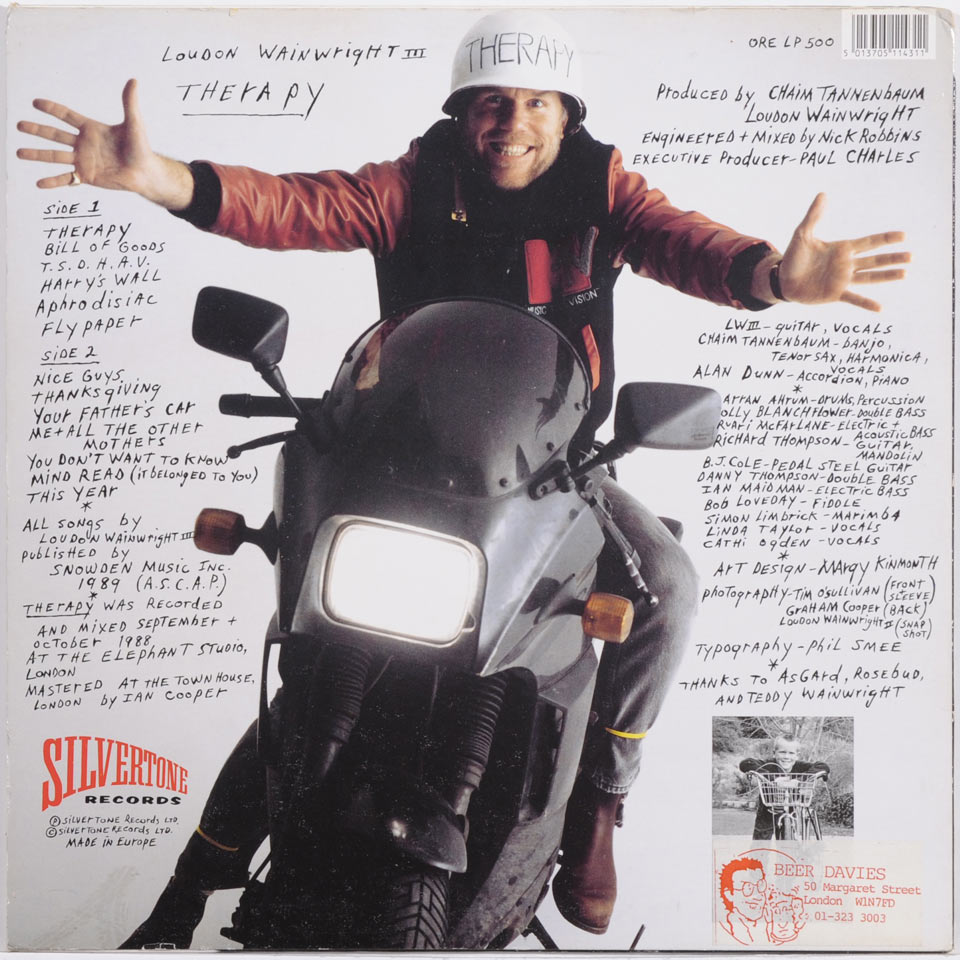 LOUDON WAINWRIGHT III
THERAPY
THERAPY
ORE LP 500
5 013705 114311
PRODUCED by CHAIM TANNENBAUM
LOUDON WAINWRIGHT
ENGINEERED + MIXED by NICK ROBBINS
EXECUTIVE PRODUCER - PAUL CHARLES
SIDE 1
THERAPY
BILL OF GOODS
T.S.D.H.A.V.
HARRY'S WALL
APHRODISIAC
FLY PAPER
SIDE 2
NICE GUYS
THANKSGIVING
YOUR FATHER'S CAR
ME + ALL THE OTHER
MOTHERS
YOU DON'T WANT TO KNOW
MIND READ (IT BELONGED TO YOU)
THIS YEAR
*
ALL SONGS by
LOUDON WAINWRIGHT III
PUBLISHED by
SNOWDEN MUSIC INC.
1989 (A.S.C.A.P.)
*
THERAPY WAS RECORDED
AND MIXED SEPTEMBER +
OCTOBER 1988
AT THE ELEPHANT STUDIO,
LONDON
MASTERED AT THE TOWN HOUSE,
LONDON by IAN COOPER
SILVERTONE
RECORDS
Ⓟ SILVERTONE RECORDS LTD.
© SILVERTONE RECORDS LTD.
MADE IN EUROPE
MUSIC
VISION
LWIII - GUITAR, VOCALS
CHAIM TANNENBAUM - BANJO,
TENOR SAX, HARMONICA,
VOCALS
ALAN DUNN - ACCORDION, PIANO
*
ARRAN AHRUM - DRUMS, PERCUSSION
OLLY BLANCHFLOWER - DOUBLE BASS
RUARI McFARLANE - ELECTRIC +
ACOUSTIC BASS
RICHARD THOMPSON - GUITAR,
MANDOLIN
B.J. COLE - PEDAL STEEL GUITAR
DANNY THOMPSON - DOUBLE BASS
IAN MAIDMAN - ELECTRIC BASS
BOB LOVEDAY - FIDDLE
SIMON LIMBRICK - MARIMBA
LINDA TAYLOR - VOCALS
CATHI OGDEN - VOCALS
*
ART DESIGN - MARGY KINMONTH
PHOTOGRAPHY - TIM O'SULLIVAN (FRONT SLEEVE)
GRAHAM COOPER (BACK)
LOUDON WAINWRIGHT II (SNAP SHOT)
TYPOGRAPHY - PHIL SMEE
*
THANKS TO ASGARD, ROSEBUD,
AND TEDDY WAINWRIGHT
BEER DAVIES
50 Margaret Street
London W1N7FD
01-323 3003